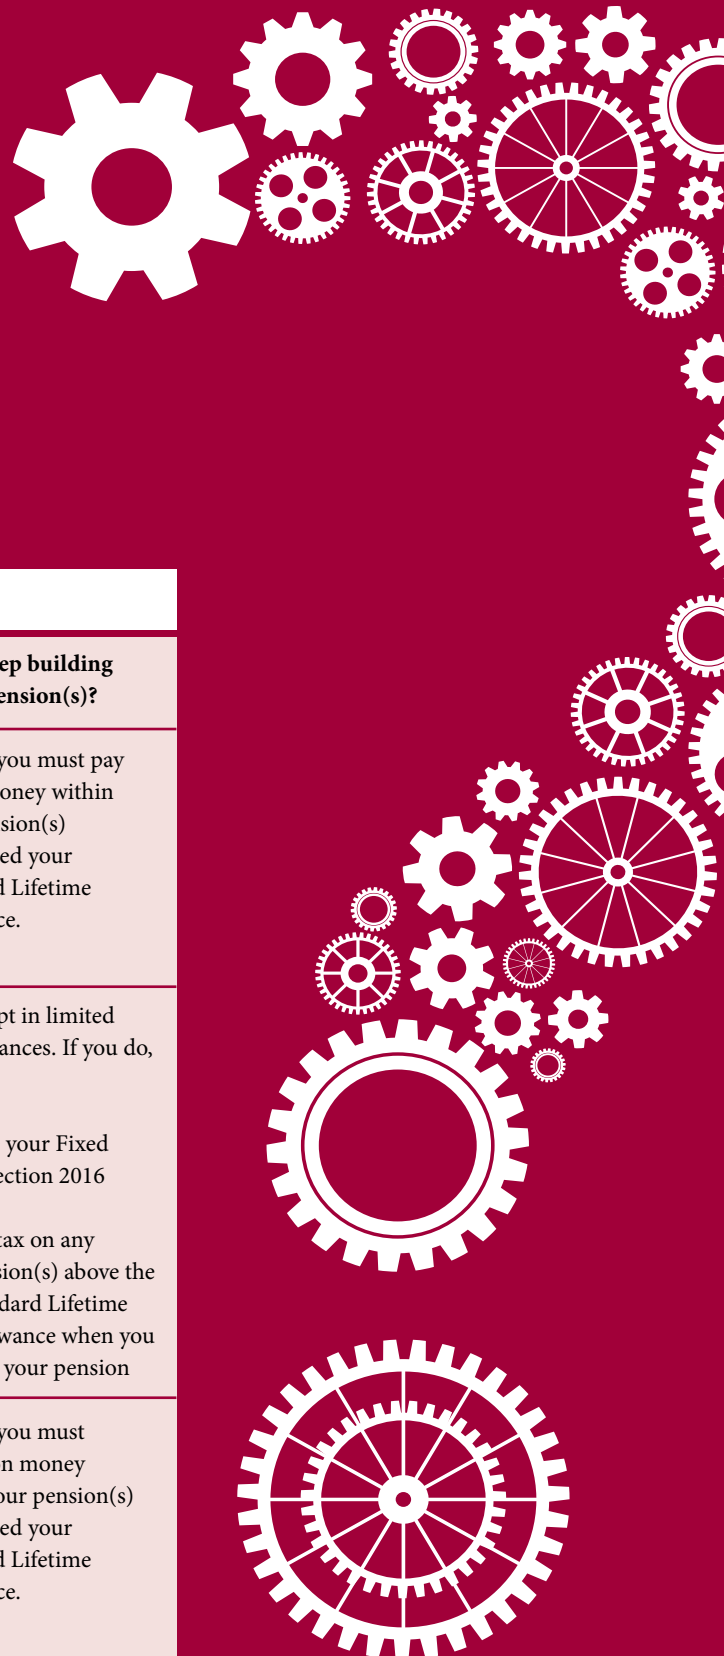 ep building
ension(s)?
you must pay
oney within
sion(s)
ed your
d Lifetime
ce.
pt in limited
ances. If you do,
your Fixed
ection 2016
tax on any
sion(s) above the
dard Lifetime
wance when you
your pension
you must
on money
our pension(s)
ed your
d Lifetime
ce.